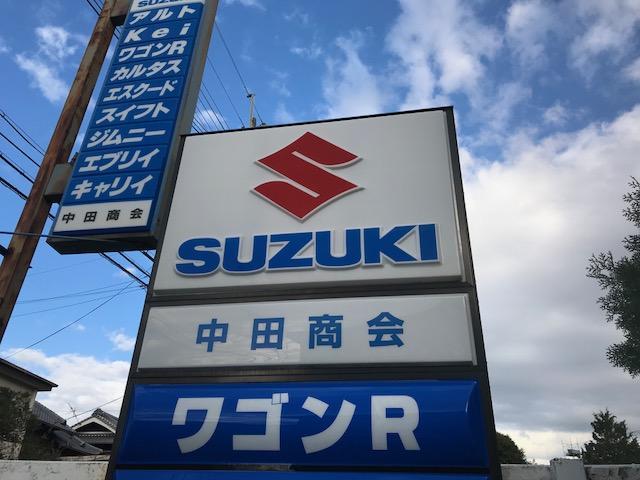 SUZUKI
アルト
Kei
ワゴンR
カルタス
エスクード
スイフト
ジムニー
エブリイ
キャリイ
中田商会
SUZUKI
中田商会
ワゴンR